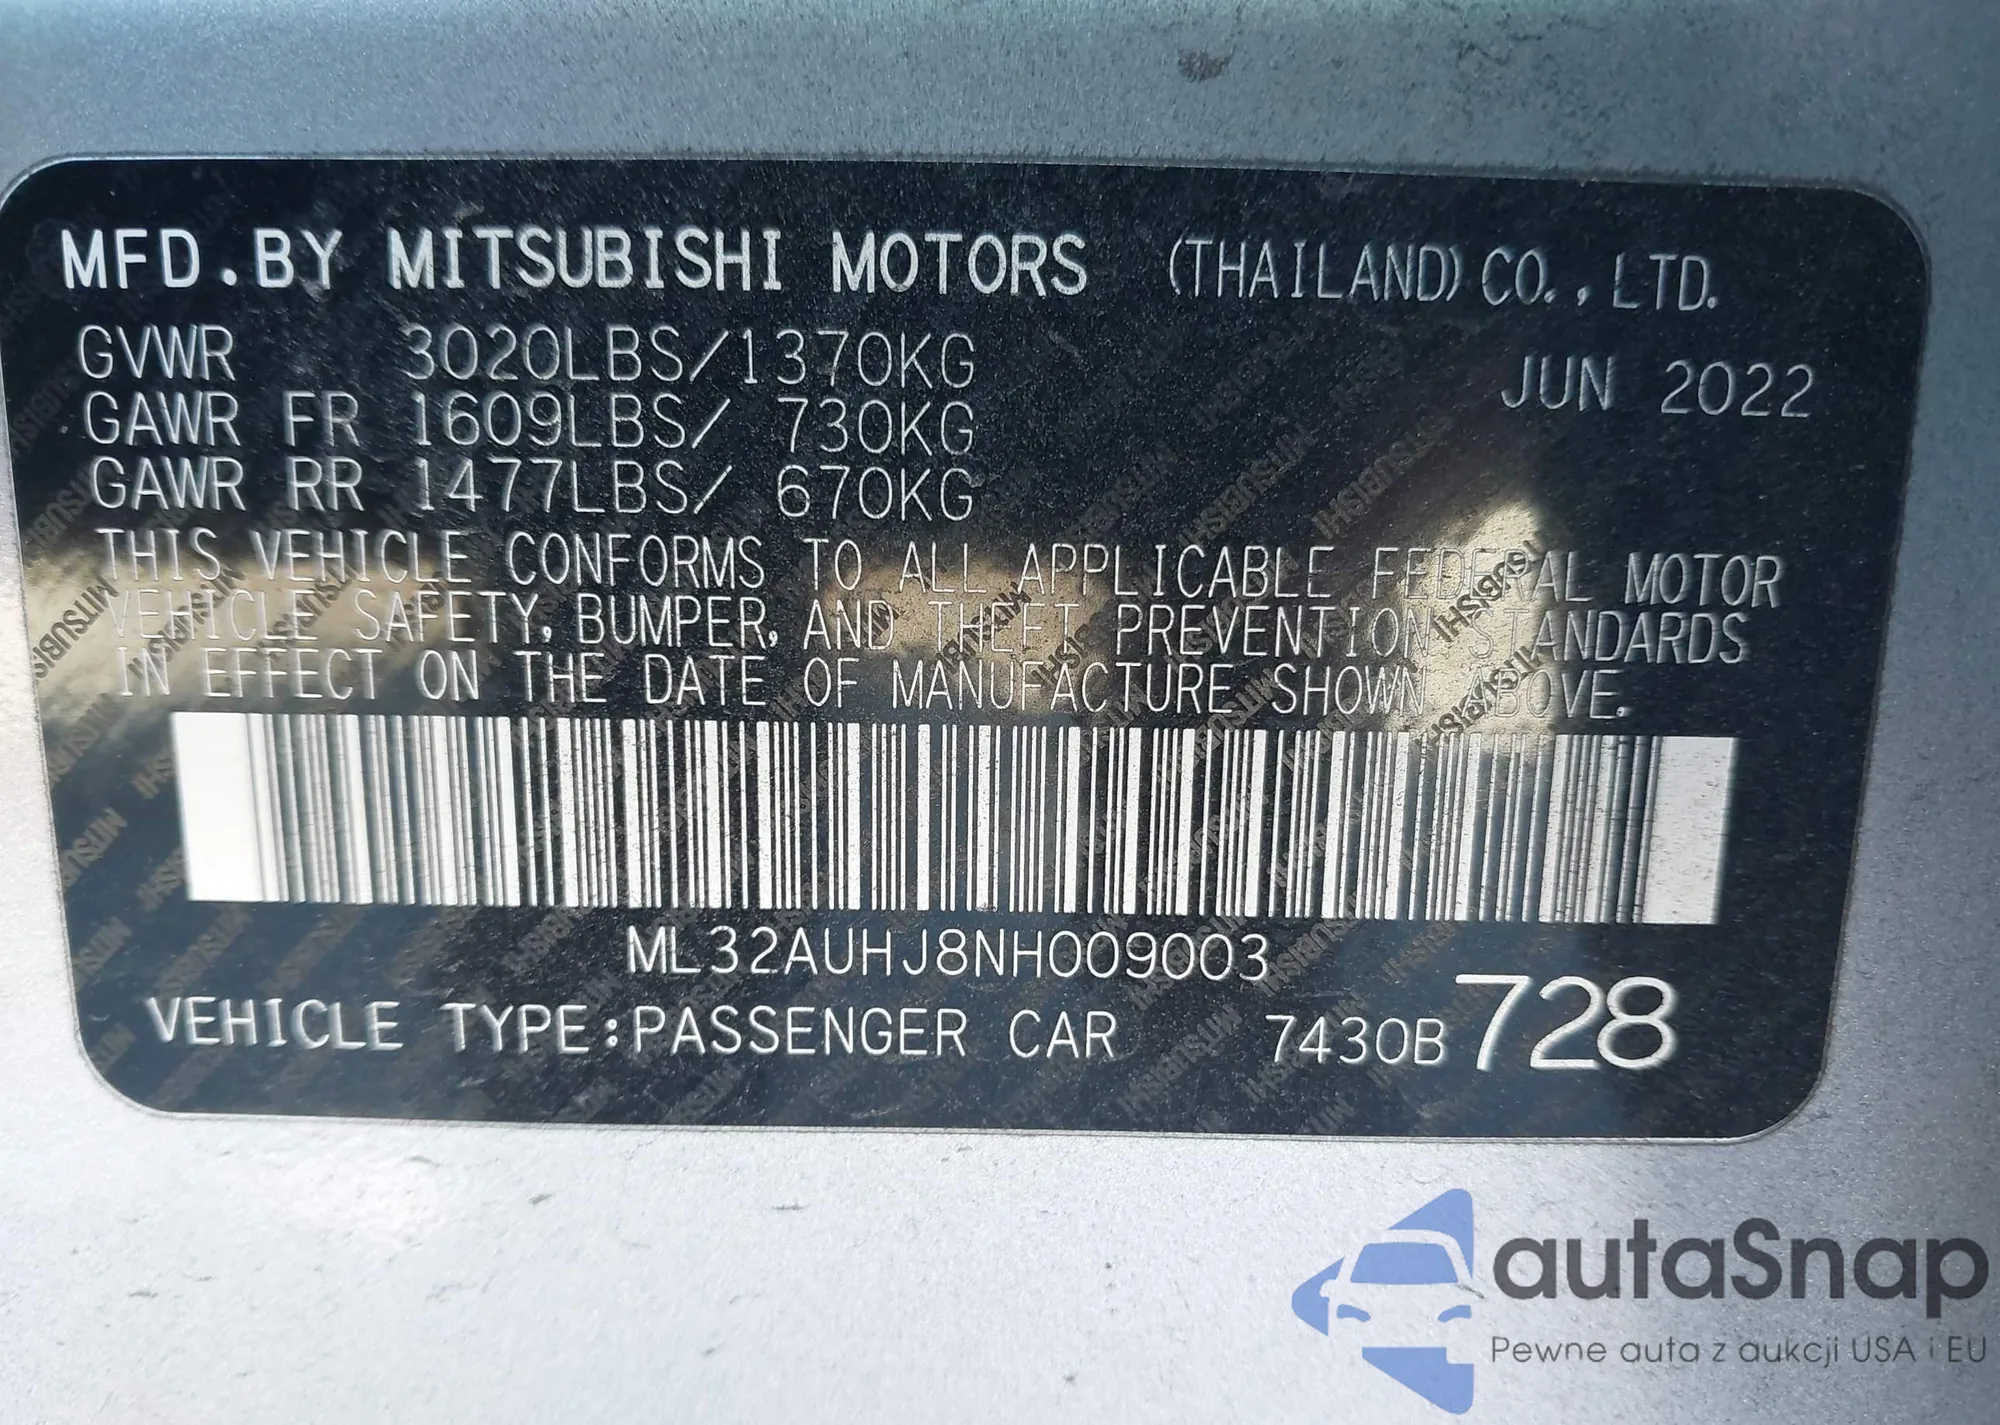 MFD.BY MITSUBISHI MOTORS (THAILAND) CO., LTD.
GVWR 3020LBS/1370KG JUN 2022
GAWR FR 1609LBS/ 730KG
GAWR RR 1477LBS/ 670KG
THIS VEHICLE CONFORMS TO ALL APPLICABLE FEDERAL MOTOR
VEHICLE SAFETY, BUMPER, AND THEFT PREVENTION STANDARDS
IN EFFECT ON THE DATE OF MANUFACTURE SHOWN ABOVE.
ML32AUHJ8NH009003
VEHICLE TYPE:PASSENGER CAR 7430B 728
autaSnap
Pewne auta z aukcji USA i EU